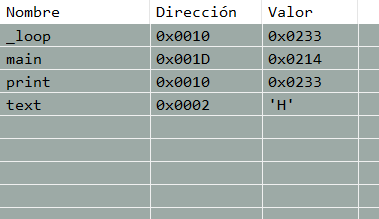 Nombre Dirección Valor
_loop 0x0010 0x0233
main 0x001D 0x0214
print 0x0010 0x0233
text 0x0002 'H'